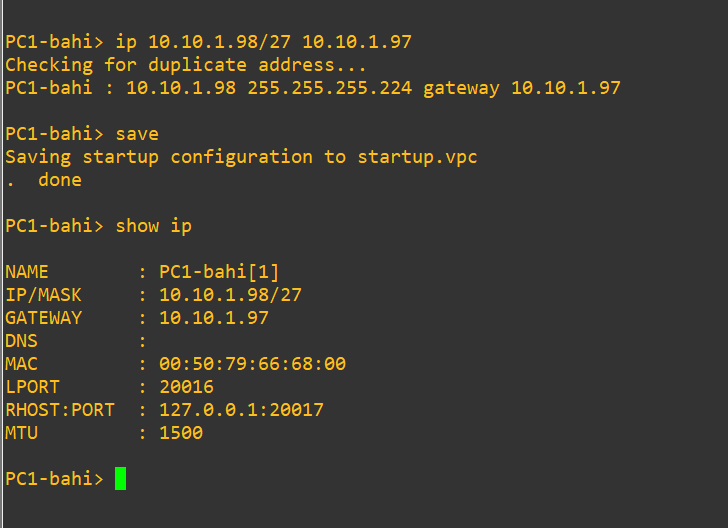 PC1-bahi> ip 10.10.1.98/27 10.10.1.97
Checking for duplicate address...
PC1-bahi : 10.10.1.98 255.255.255.224 gateway 10.10.1.97
PC1-bahi> save
Saving startup configuration to startup.vpc
.  done
PC1-bahi> show ip
NAME        : PC1-bahi[1]
IP/MASK     : 10.10.1.98/27
GATEWAY     : 10.10.1.97
DNS         :
MAC         : 00:50:79:66:68:00
LPORT       : 20016
RHOST:PORT  : 127.0.0.1:20017
MTU         : 1500
PC1-bahi>